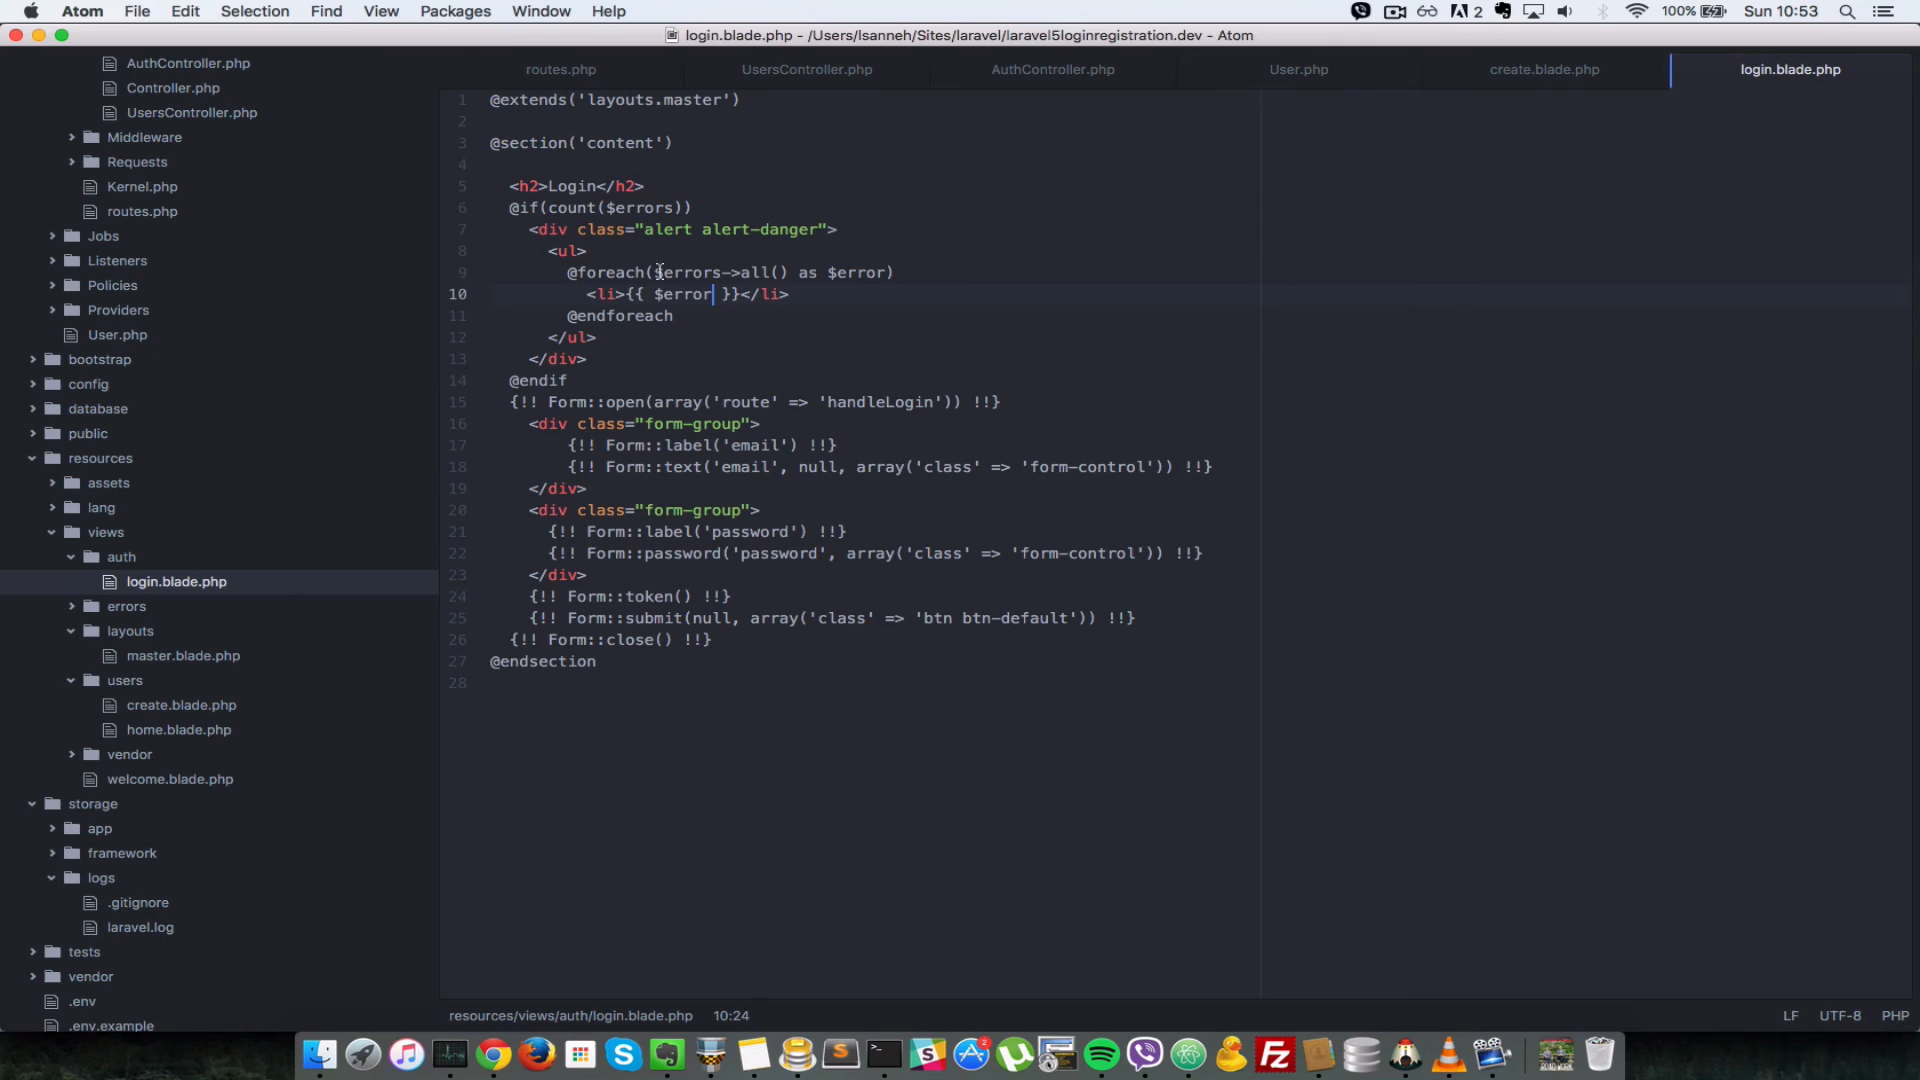 Atom File Edit Selection Find View Packages Window Help 2 100% Sun 10:53
login.blade.php - /Users/lsanneh/Sites/laravel/laravel5loginregistration.dev - Atom
routes.php UsersController.php AuthController.php User.php create.blade.php login.blade.php
AuthController.php
Controller.php
UsersController.php
Middleware
Requests
Kernel.php
routes.php
Jobs
Listeners
Policies
Providers
User.php
bootstrap
config
database
public
resources
assets
lang
views
auth
login.blade.php
errors
layouts
master.blade.php
users
create.blade.php
home.blade.php
vendor
welcome.blade.php
storage
app
framework
logs
.gitignore
laravel.log
tests
vendor
.env
.env.example
1 @extends('layouts.master')
2
3 @section('content')
4
5 <h2>Login</h2>
6 @if(count($errors))
7 <div class="alert alert-danger">
8 <ul>
9 @foreach($errors->all() as $error)
10 <li>{{ $error }}</li>
11 @endforeach
12 </ul>
13 </div>
14 @endif
15 {!! Form::open(array('route' => 'handleLogin')) !!}
16 <div class="form-group">
17 {!! Form::label('email') !!}
18 {!! Form::text('email', null, array('class' => 'form-control')) !!}
19 </div>
20 <div class="form-group">
21 {!! Form::label('password') !!}
22 {!! Form::password('password', array('class' => 'form-control')) !!}
23 </div>
24 {!! Form::token() !!}
25 {!! Form::submit(null, array('class' => 'btn btn-default')) !!}
26 {!! Form::close() !!}
27 @endsection
28
resources/views/auth/login.blade.php 10:24 LF UTF-8 PHP